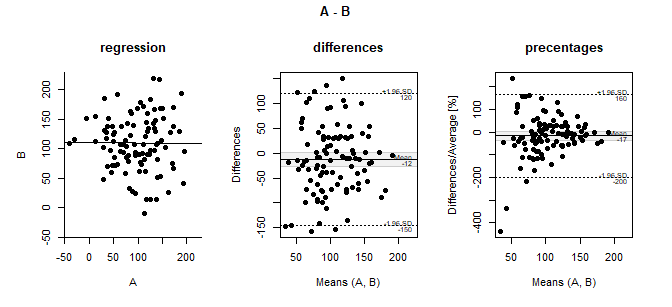 A - B
regression
differences
precentages
200
150
100
50
0
-50
B
-50
0
50
100
150
200
A
100
50
0
-50
-150
Differences
+1.96 SD
120
Mean
-12
-1.96 SD
-150
50
100
150
200
Means (A, B)
100
0
-200
-400
Differences/Average [%]
+1.96 SD
160
Mean
-17
-1.96 SD
-200
50
100
150
200
Means (A, B)